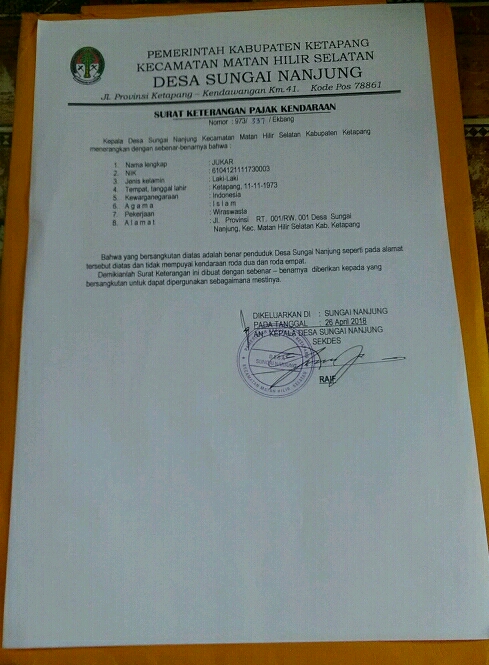 PEMERINTAH KABUPATEN KETAPANG
KECAMATAN MATAN HILIR SELATAN
DESA SUNGAI NANJUNG
Jl. Provinsi Ketapang – Kendawangan Km.41. Kode Pos 78861
SURAT KETERANGAN PAJAK KENDARAAN
Nomor : 973/ /Ekbang
Kepala Desa Sungai Nanjung Kecamatan Matan Hilir Selatan Kabupaten Ketapang
menerangkan dengan sebenar-benarnya bahwa :
1. Nama lengkap : JUKAR
2. NIK : 6104121111730003
3. Jenis kelamin : Laki-Laki
4. Tempat, tanggal lahir : Ketapang, 11-11-1973
5. Kewarganegaraan : Indonesia
6. A g a m a : I s l a m
7. Pekerjaan : Wiraswasta
8. A l a m a t : Jl. Provinsi RT, 001/RW, 001 Desa Sungai
Nanjung, Kec. Matan Hilir Selatan Kab, Ketapang
Bahwa yang bersangkutan diatas adalah benar penduduk Desa Sungai Nanjung seperti pada alamat
tersebut diatas dan tidak mempuyai kendaraan roda dua dan roda empat.
Demikianlah Surat Keterangan ini dibuat dengan sebenar – benarnya diberikan kepada yang
bersangkutan untuk dapat dipergunakan sebagaimana mestinya.
DIKELUARKAN DI : SUNGAI NANJUNG
PADA TANGGAL : 26 April 2018
AN. KEPALA DESA SUNGAI NANJUNG
SEKDES
RAIF